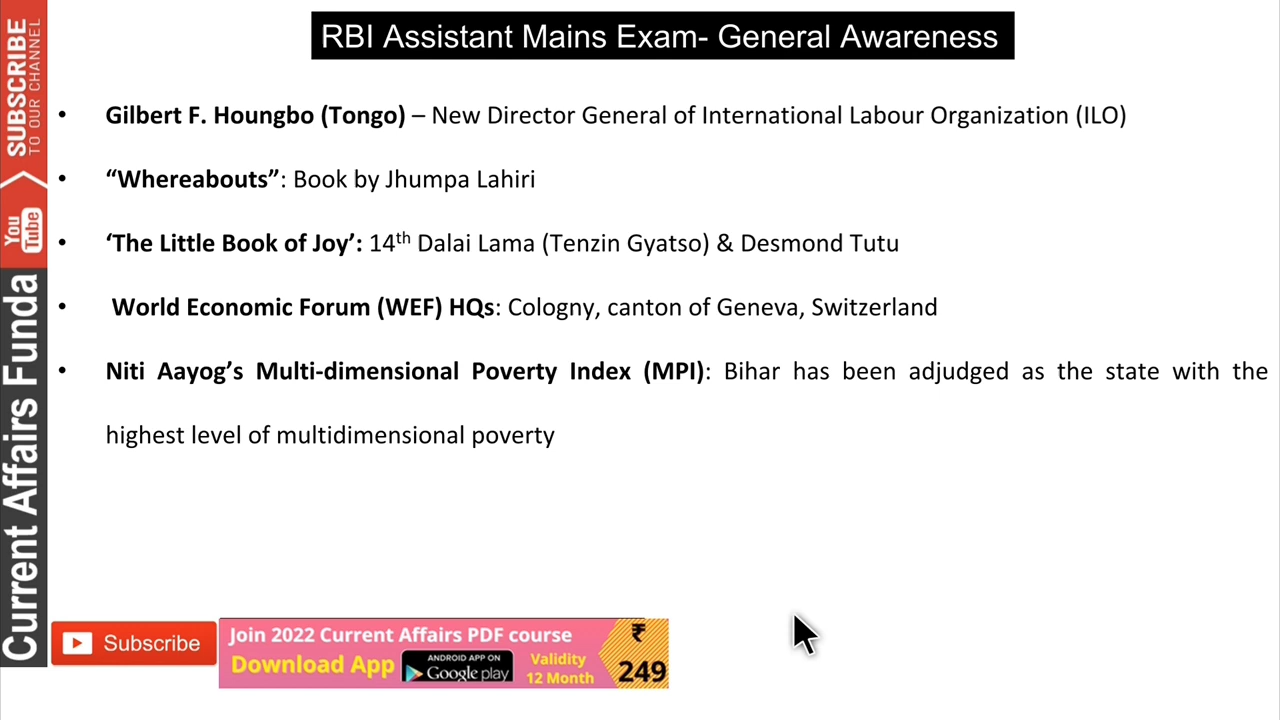 RBI Assistant Mains Exam- General Awareness
• Gilbert F. Houngbo (Tongo) – New Director General of International Labour Organization (ILO)
• “Whereabouts”: Book by Jhumpa Lahiri
• ‘The Little Book of Joy’: 14th Dalai Lama (Tenzin Gyatso) & Desmond Tutu
• World Economic Forum (WEF) HQs: Cologny, canton of Geneva, Switzerland
• Niti Aayog’s Multi-dimensional Poverty Index (MPI): Bihar has been adjudged as the state with the
highest level of multidimensional poverty
SUBSCRIBE
TO OUR CHANNEL
You
Tube
Current Affairs Funda
Subscribe
Join 2022 Current Affairs PDF course
Download App
ANDROID APP ON
Google play
Validity
12 Month
₹
249